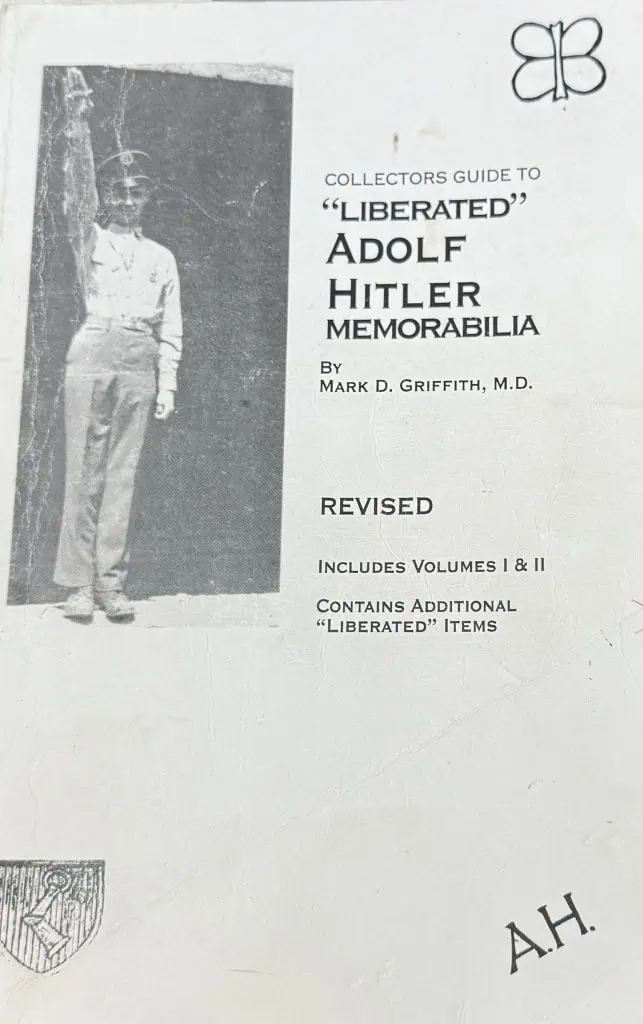 COLLECTORS GUIDE TO
“LIBERATED”
ADOLF
HITLER
MEMORABILIA
BY
MARK D. GRIFFITH, M.D.
REVISED
INCLUDES VOLUMES I & II
CONTAINS ADDITIONAL
“LIBERATED” ITEMS
A.H.